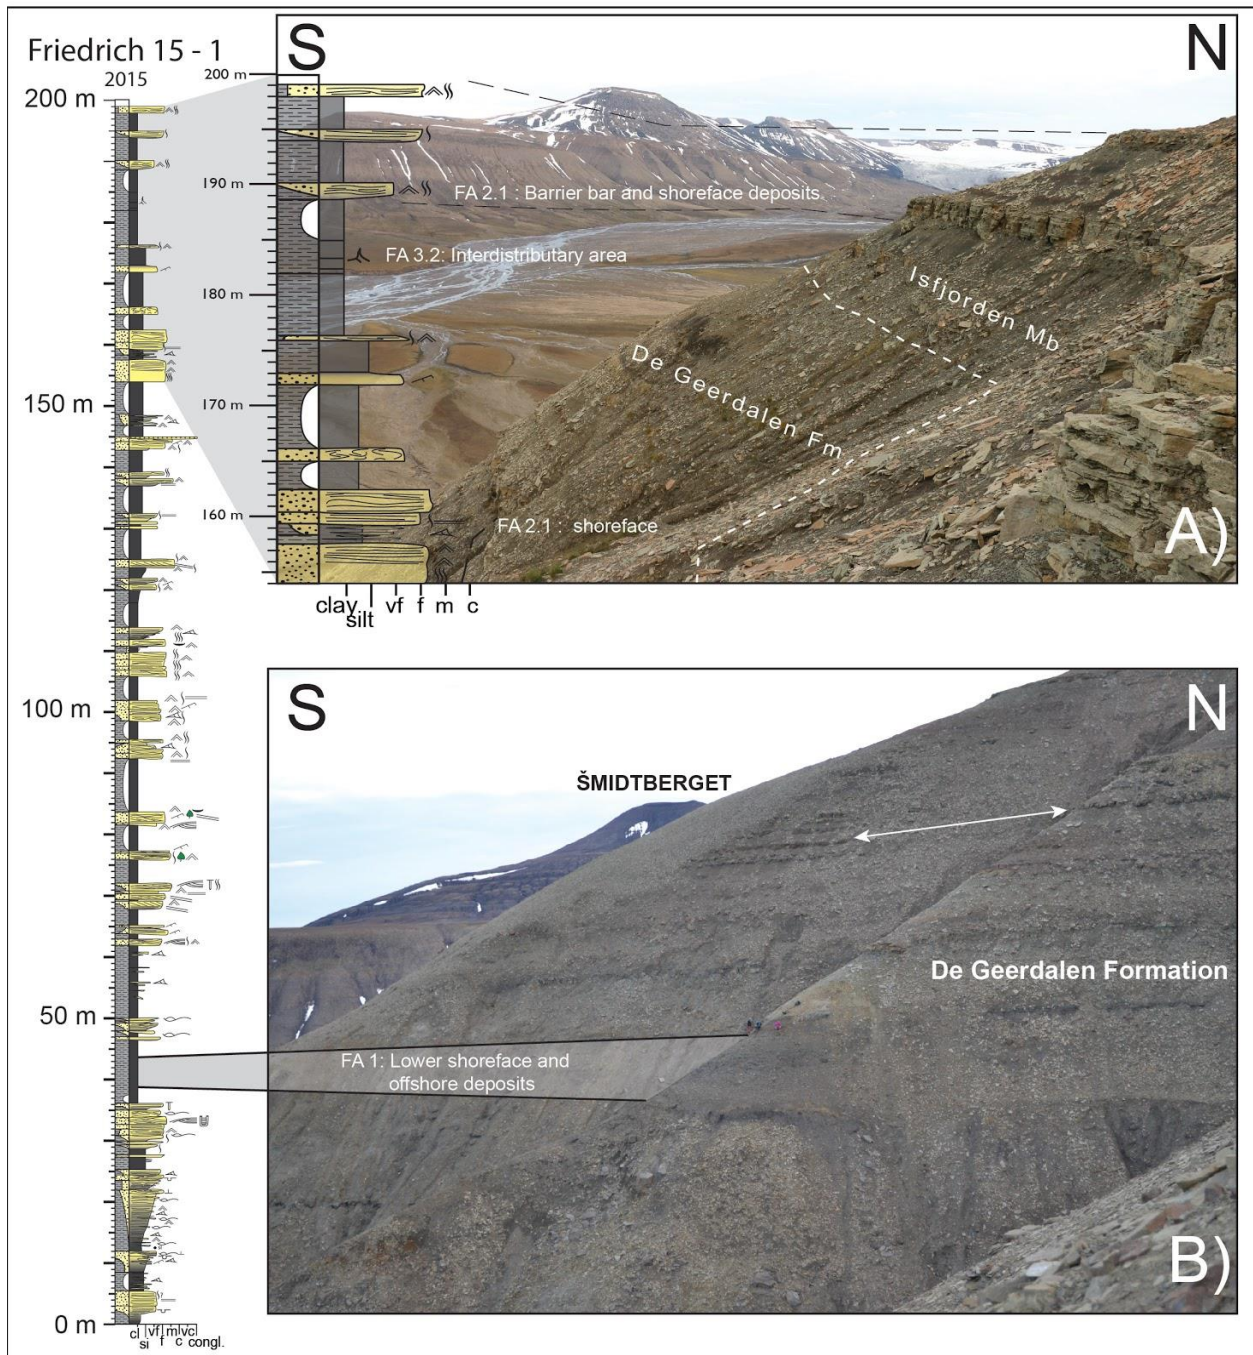 Friedrich 15 - 1
2015
200 m
150 m
100 m
50 m
0 m
cl
si
vf
f
m
c
vc
congl.
S
N
200 m
190 m
180 m
170 m
160 m
FA 2.1 : Barrier bar and shoreface deposits
FA 3.2: Interdistributary area
FA 2.1 : shoreface
Isfjorden Mb
De Geerdalen Fm
A)
clay
silt
vf
f
m
c
S
N
ŠMIDTBERGET
De Geerdalen Formation
FA 1: Lower shoreface and
offshore deposits
B)